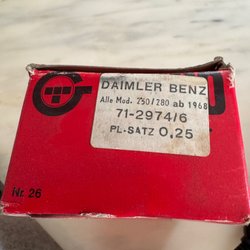 DAIMLER BENZ
Alle Mod. 250/280 ab 1968
71-2974/6
PL-SATZ 0,25
Nr. 26